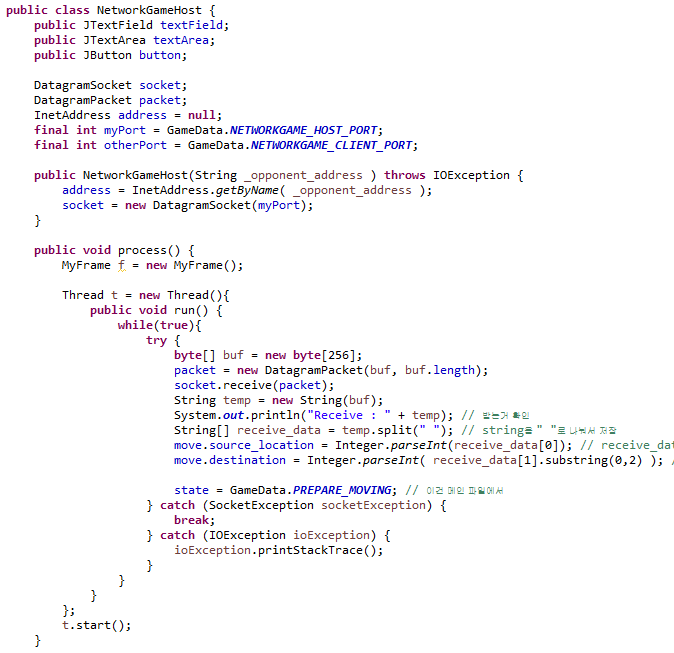 public class NetworkGameHost {
public JTextField textField;
public JTextArea textArea;
public JButton button;
DatagramSocket socket;
DatagramPacket packet;
InetAddress address = null;
final int myPort = GameData.NETWORKGAME_HOST_PORT;
final int otherPort = GameData.NETWORKGAME_CLIENT_PORT;
public NetworkGameHost(String _opponent_address ) throws IOException {
address = InetAddress.getByName( _opponent_address );
socket = new DatagramSocket(myPort);
}
public void process() {
MyFrame f = new MyFrame();
Thread t = new Thread(){
public void run() {
while(true){
try {
byte[] buf = new byte[256];
packet = new DatagramPacket(buf, buf.length);
socket.receive(packet);
String temp = new String(buf);
System.out.println("Receive : " + temp); // 받는거 확인
String[] receive_data = temp.split(" "); // string을 " "로 나눠서 저장
move.source_location = Integer.parseInt(receive_data[0]); // receive_dat
move.destination = Integer.parseInt( receive_data[1].substring(0,2) ); /
state = GameData.PREPARE_MOVING; // 이건 메인 파일에서
} catch (SocketException socketException) {
break;
} catch (IOException ioException) {
ioException.printStackTrace();
}
}
}
};
t.start();
}